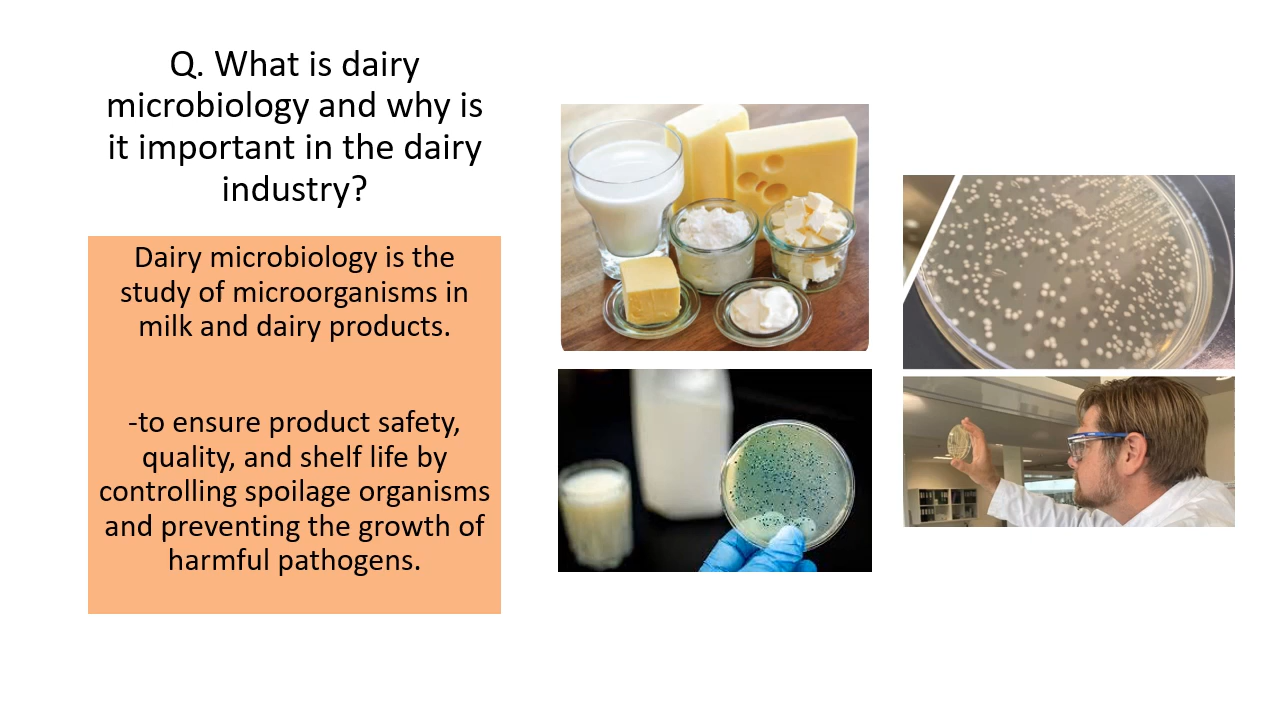 Q. What is dairy
microbiology and why is
it important in the dairy
industry?
Dairy microbiology is the
study of microorganisms in
milk and dairy products.
-to ensure product safety,
quality, and shelf life by
controlling spoilage organisms
and preventing the growth of
harmful pathogens.